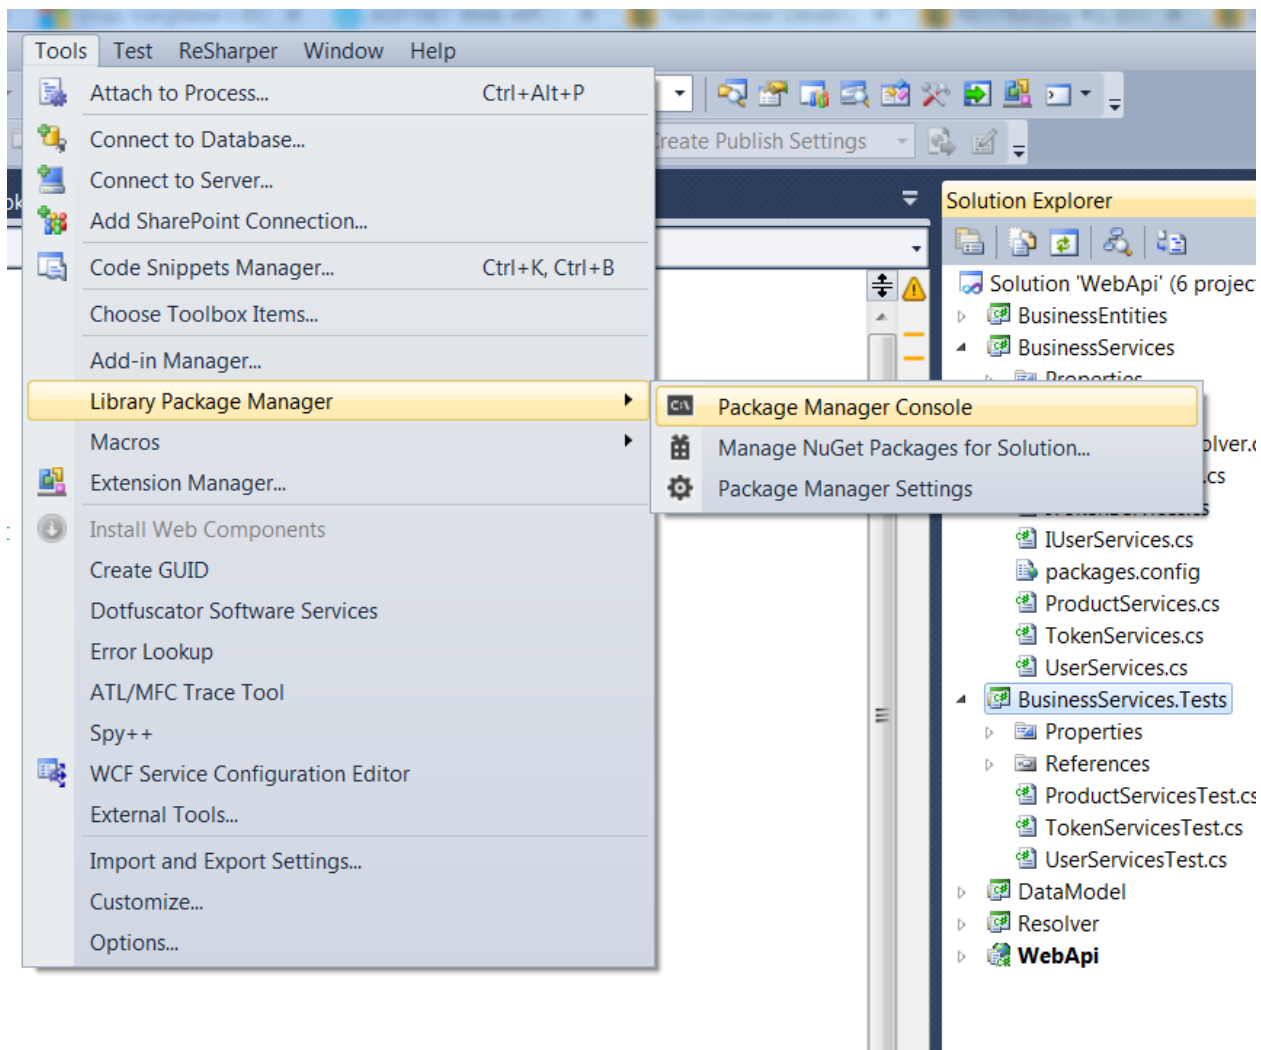 Tools Test ReSharper Window Help
Attach to Process... Ctrl+Alt+P
Connect to Database...
Connect to Server...
Add SharePoint Connection...
Code Snippets Manager... Ctrl+K, Ctrl+B
Choose Toolbox Items...
Add-in Manager...
Library Package Manager
Macros
Extension Manager...
Install Web Components
Create GUID
Dotfuscator Software Services
Error Lookup
ATL/MFC Trace Tool
Spy++
WCF Service Configuration Editor
External Tools...
Import and Export Settings...
Customize...
Options...
Package Manager Console
Manage NuGet Packages for Solution...
Package Manager Settings
reate Publish Settings
Solution Explorer
Solution 'WebApi' (6 projec
BusinessEntities
BusinessServices
Properties
olver.c
.cs
IUserServices.cs
packages.config
ProductServices.cs
TokenServices.cs
UserServices.cs
BusinessServices.Tests
Properties
References
ProductServicesTest.cs
TokenServicesTest.cs
UserServicesTest.cs
DataModel
Resolver
WebApi